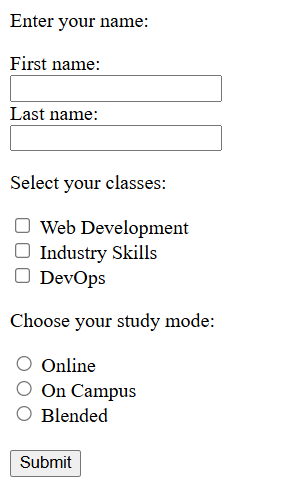 Enter your name:
First name:
Last name:
Select your classes:
Web Development
Industry Skills
DevOps
Choose your study mode:
Online
On Campus
Blended
Submit